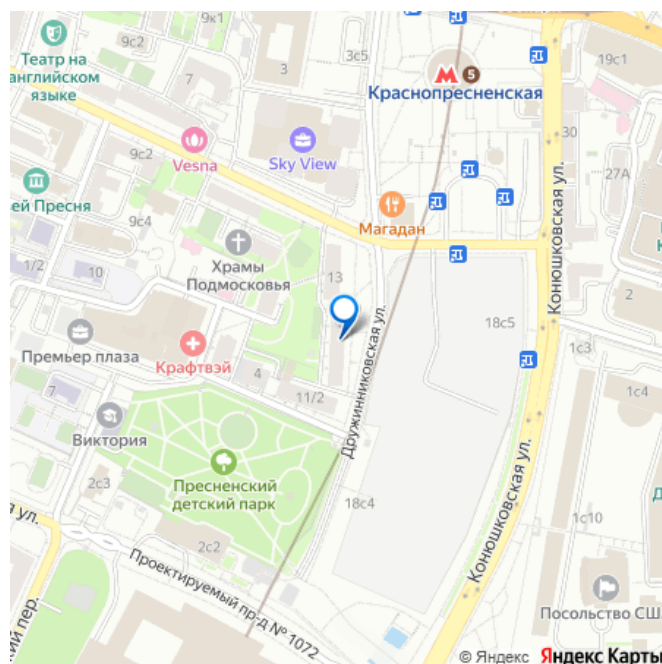 9с2
9к1
Театр на
английском
языке
7
3
3с5
М 5
Краснопресненская
19с1
30
9с2
Vesna
Sky View
27А
ей Пресня
9с4
Магадан
Конюшковская ул.
Храмы
Подмосковья
13
1/2
10
2
18с5
Премьер плаза
Крафтвэй
1с3
4
7
11/2
1с4
Дружинниковская ул.
Виктория
Пресненский
детский парк
2с3
18с4
я ул.
1с10
2с2
Конюшковская ул.
Проектируемый пр-д № 1072
Посольство США
кий пер.
© Яндекс Яндекс Карты